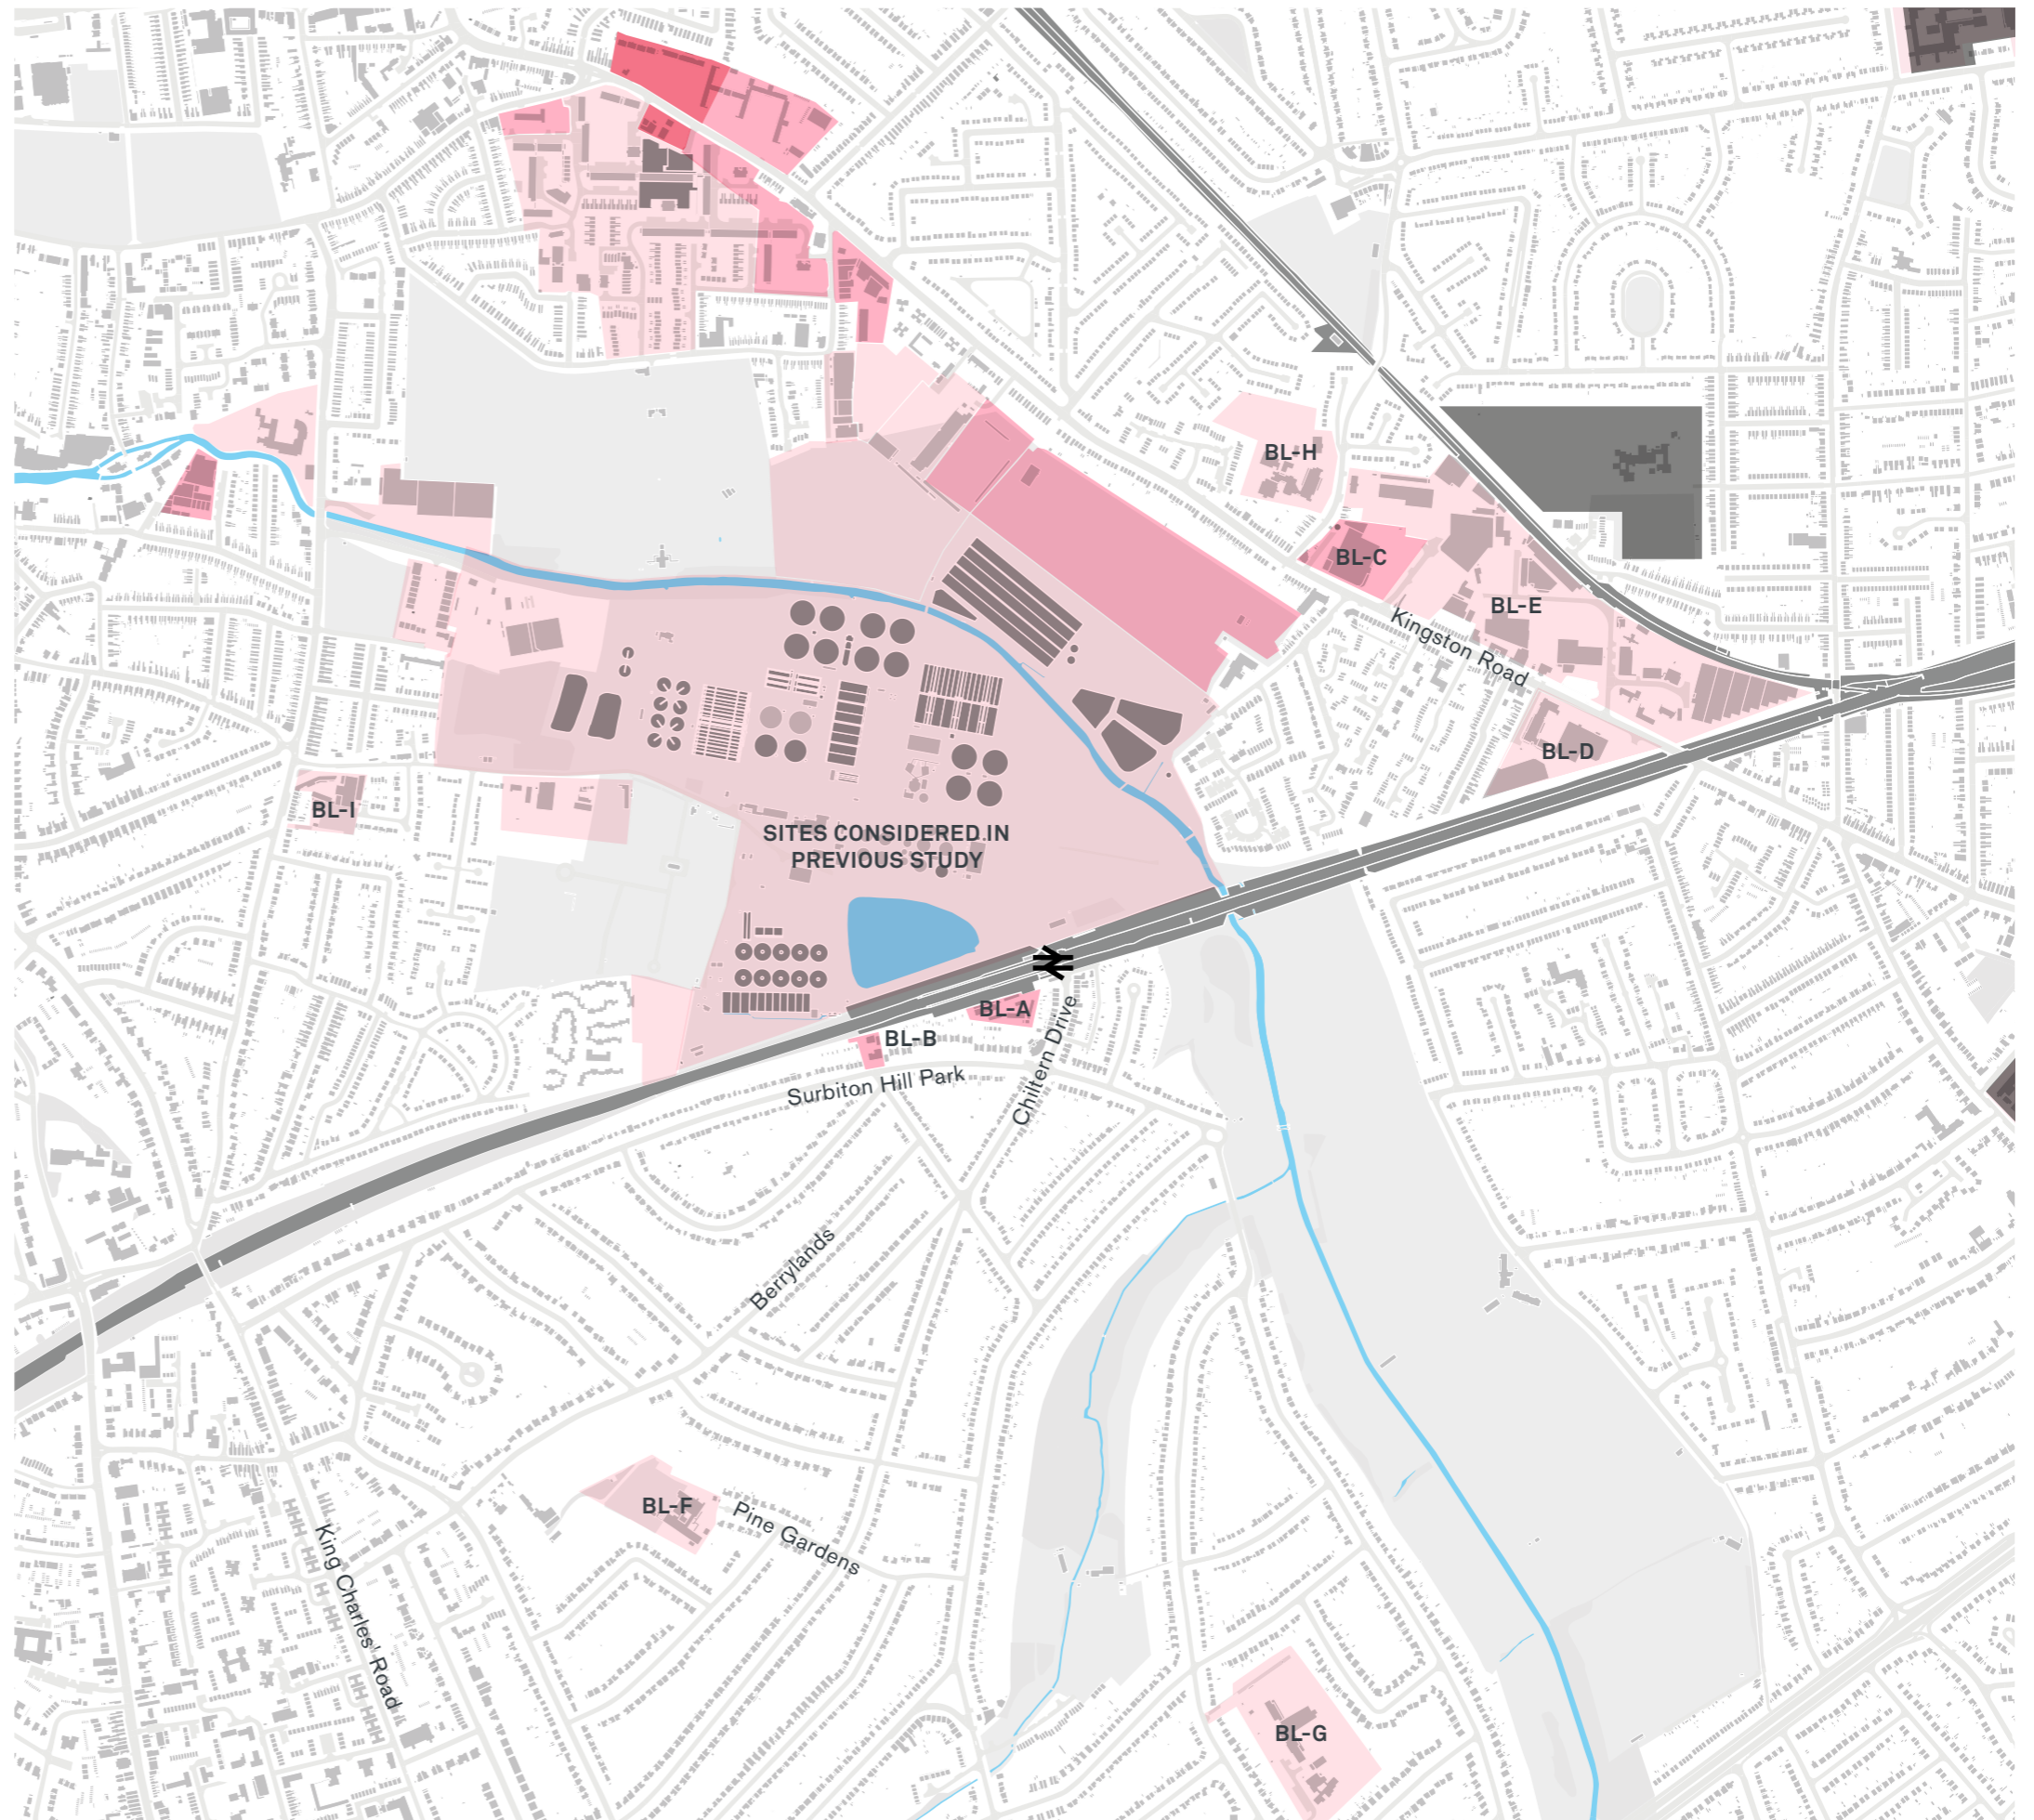 BL-H
BL-C
BL-E
Kingston Road
BL-D
BL-I
SITES CONSIDERED IN
PREVIOUS STUDY
BL-A
BL-B
Surbiton Hill Park
Chiltern Drive
Berrylands
BL-F
Pine Gardens
King Charles' Road
BL-G